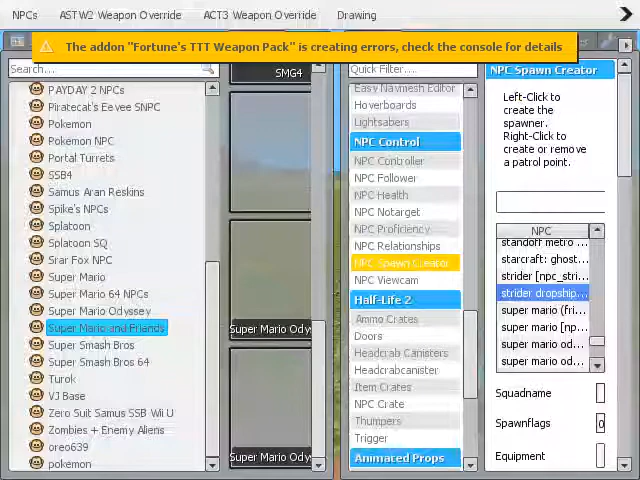 NPCs
ASTW2 Weapon Override
ACT3 Weapon Override
Drawing
The addon "Fortune's TTT Weapon Pack" is creating errors, check the console for details
Search...
PAYDAY 2 NPCs
Piratecat's Eevee SNPC
Pokemon
Pokemon NPC
Portal Turrets
SSB4
Samus Aran Reskins
Spike's NPCs
Splatoon
Splatoon SQ
Srar Fox NPC
Super Mario
Super Mario 64 NPCs
Super Mario Odyssey
Super Mario and Friends
Super Smash Bros
Super Smash Bros 64
Turok
VJ Base
Zero Suit Samus SSB Wii U
Zombies + Enemy Aliens
oreo639
pokemon
SMG4
Super Mario Ody
Super Mario Ody
Quick Filter...
Easy Navmesh Editor
Hoverboards
Lightsabers
NPC Control
NPC Controller
NPC Follower
NPC Health
NPC Notarget
NPC Proficiency
NPC Relationships
NPC Spawn Creator
NPC Viewcam
Half-Life 2
Ammo Crates
Doors
Headcrab Canisters
Headcrabcanister
Item Crates
NPC Crate
Thumpers
Trigger
Animated Props
NPC Spawn Creator
Left-Click to
create the
spawner.
Right-Click to
create or remove
a patrol point.
NPC
standoff metro ...
starcraft: ghost...
strider [npc_stri...
strider dropship...
super mario (fri...
super mario [np...
super mario od...
super mario od...
Squadname
Spawnflags
0
Equipment